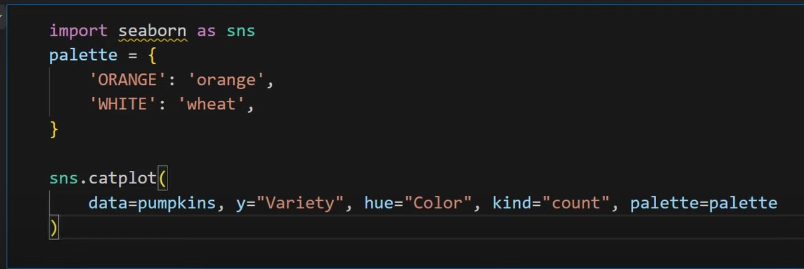 import seaborn as sns
palette = {
    'ORANGE': 'orange',
    'WHITE': 'wheat',
}

sns.catplot(
    data=pumpkins, y="Variety", hue="Color", kind="count", palette=palette
)